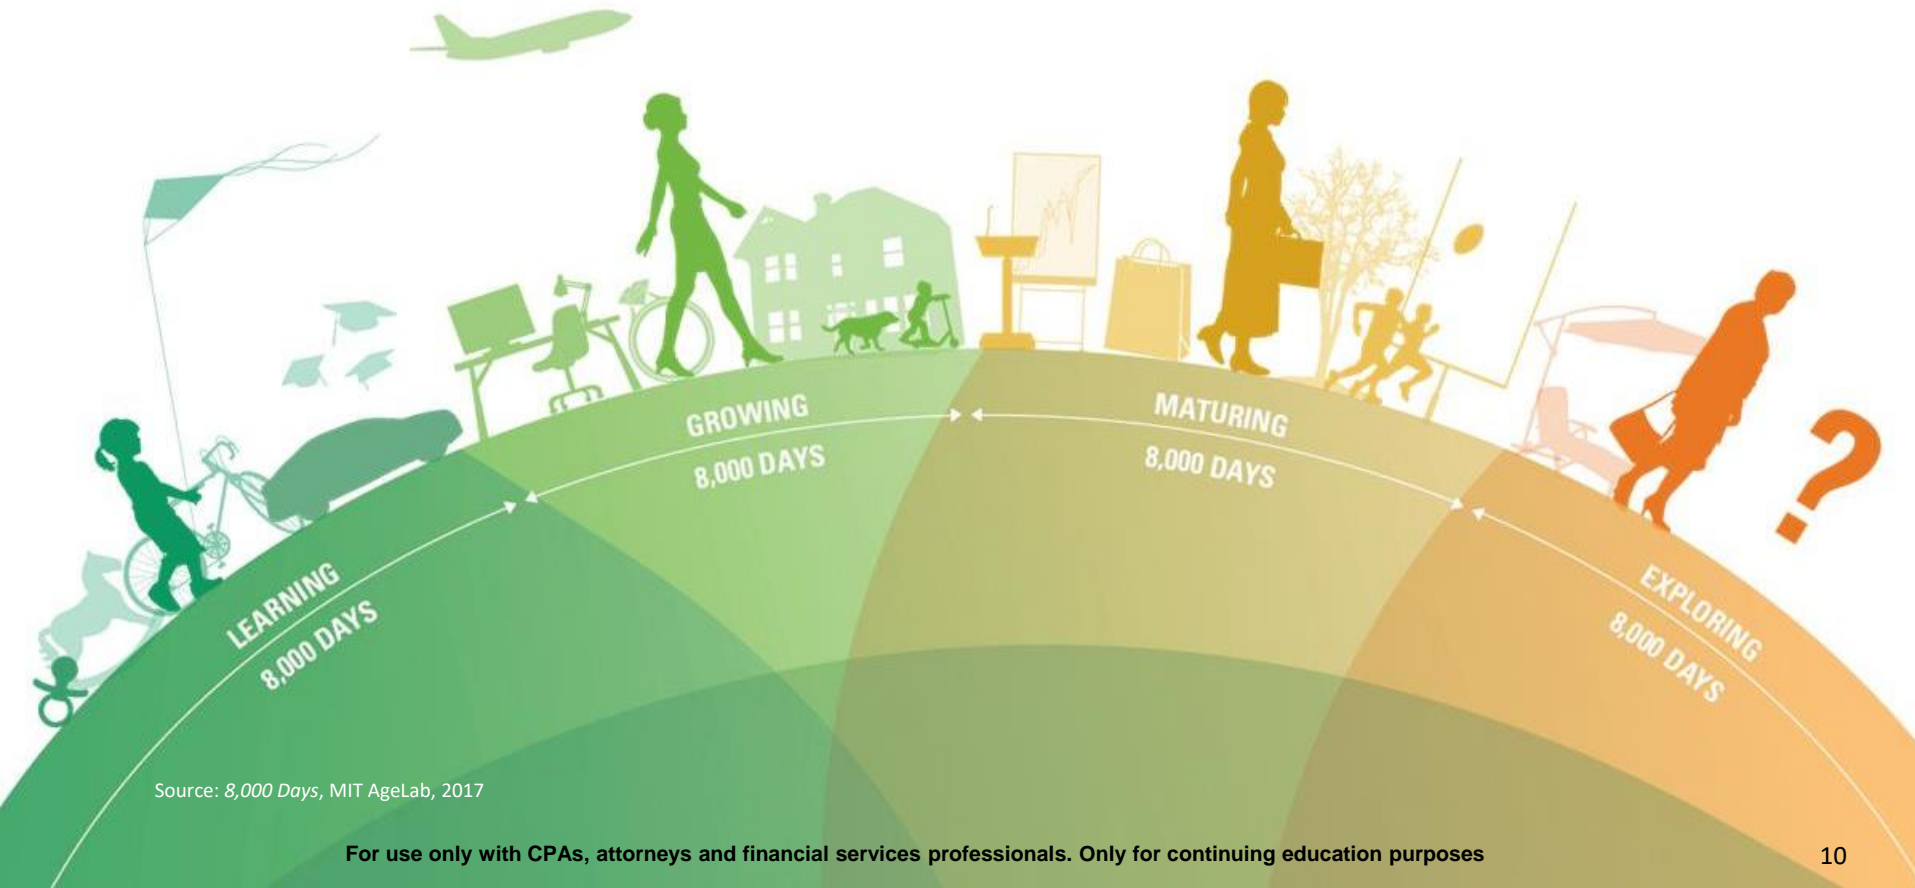 LEARNING
8,000 DAYS
GROWING
8,000 DAYS
MATURING
8,000 DAYS
EXPLORING
8,000 DAYS
?
Source: 8,000 Days, MIT AgeLab, 2017
For use only with CPAs, attorneys and financial services professionals. Only for continuing education purposes
10